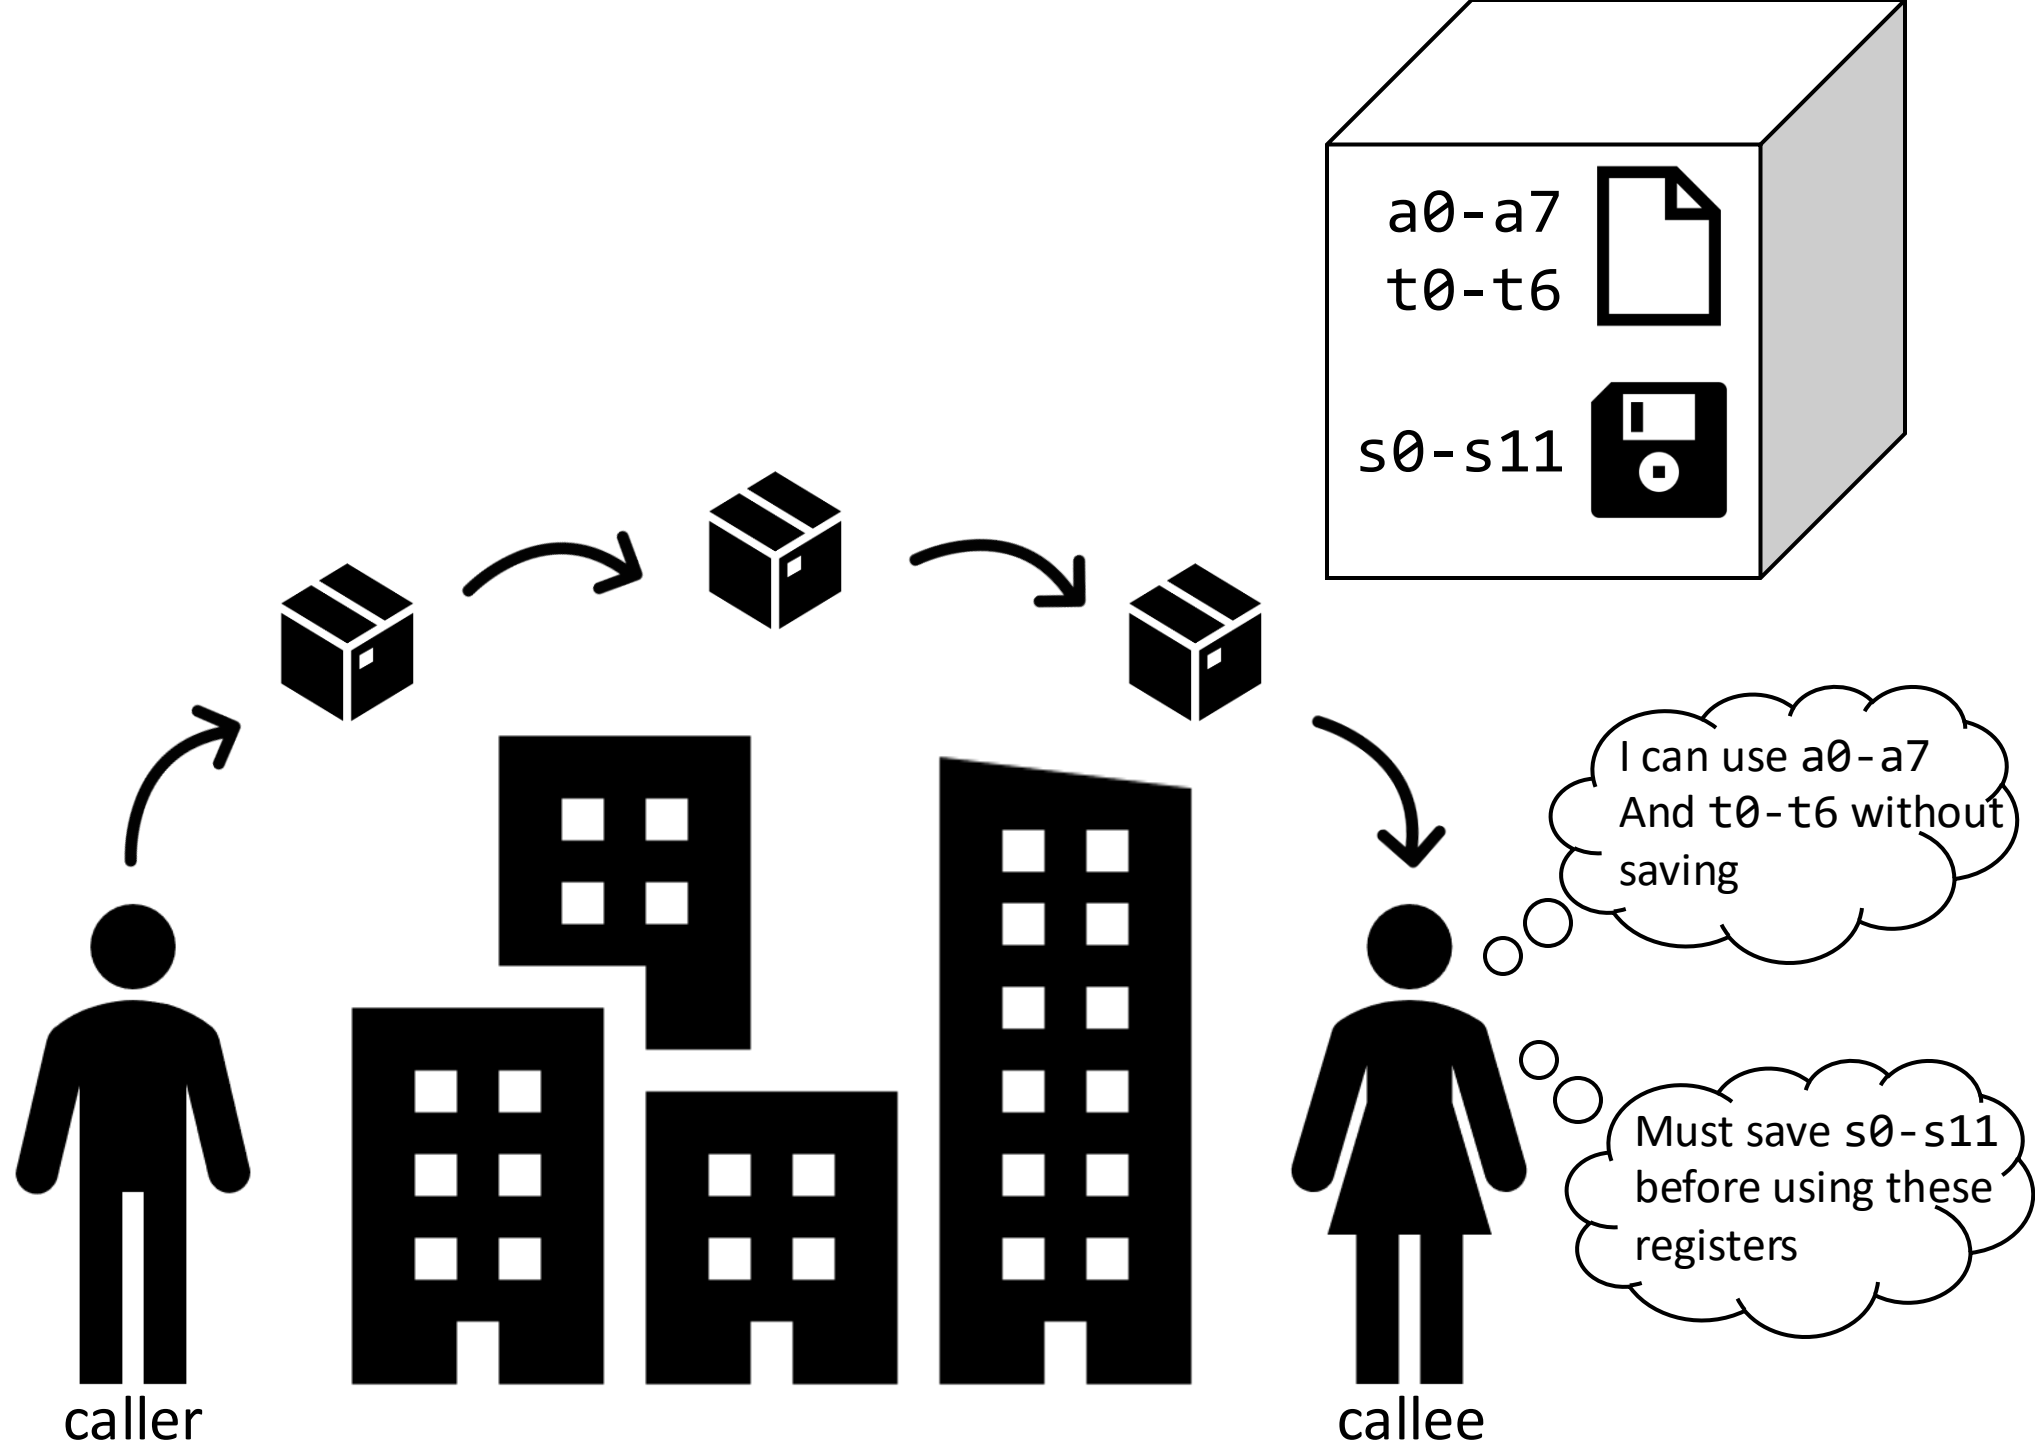 a0-a7
t0-t6
s0-s11
I can use a0-a7
And t0-t6 without
saving
Must save s0-s11
before using these
registers
caller
callee